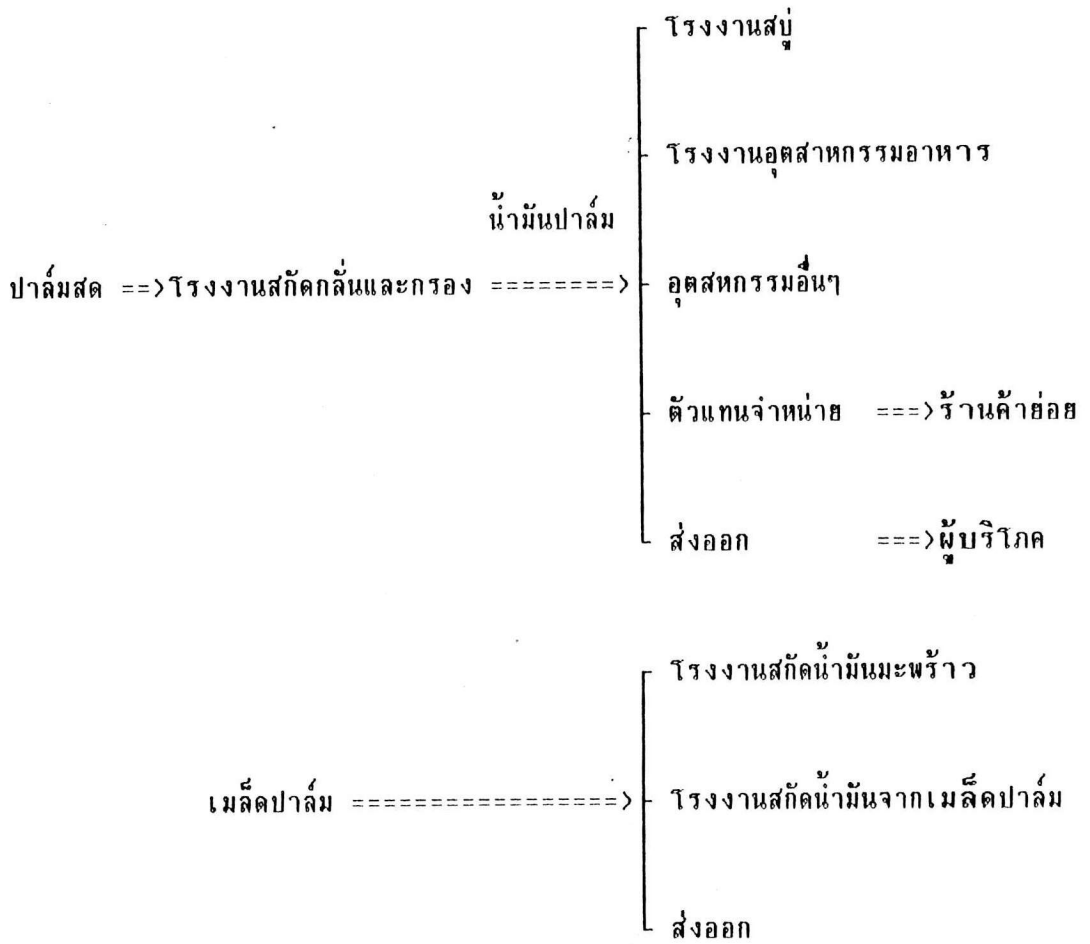 โรงงานสบู่
โรงงานอุตสาหกรรมอาหาร
น้ำมันปาล์ม
ปาล์มสด ==>โรงงานสกัดกลั่นและกรอง ========> อุตสหกรรมอื่นๆ
ตัวแทนจำหน่าย ===>ร้านค้าย่อย
ส่งออก ===>ผู้บริโภค
โรงงานสกัดน้ำมันมะพร้าว
เมล็ดปาล์ม =================> โรงงานสกัดน้ำมันจากเมล็ดปาล์ม
ส่งออก